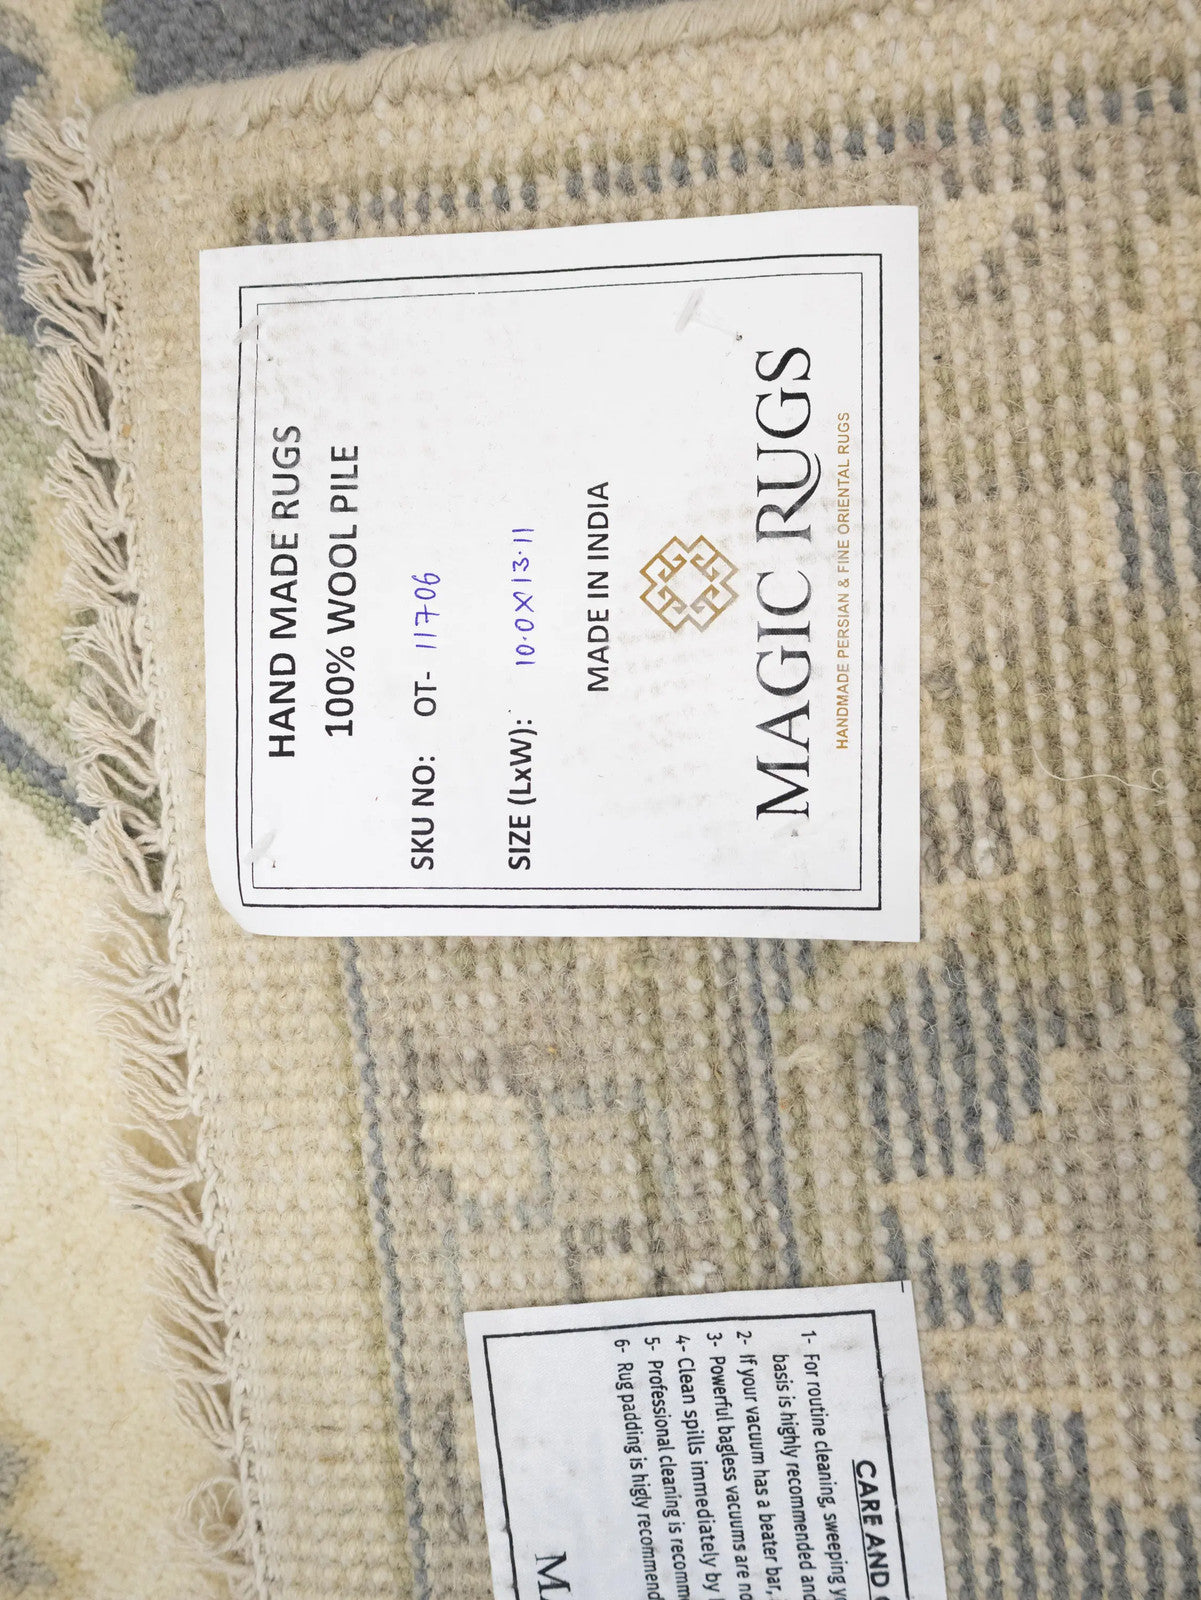 HAND MADE RUGS
100% WOOL PILE
SKU NO: OT- 11706
SIZE (LxW): 10.0X13.11
MADE IN INDIA
MAGIC RUGS
HANDMADE PERSIAN & FINE ORIENTAL RUGS
CARE AND
1- For routine cleaning, sweeping
basis is highly recommended and
2- If your vacuum has a beater bar,
3- Powerful bagless vacuums are
4- Clean spills immediately by
5- Professional cleaning is
6- Rug padding is higly